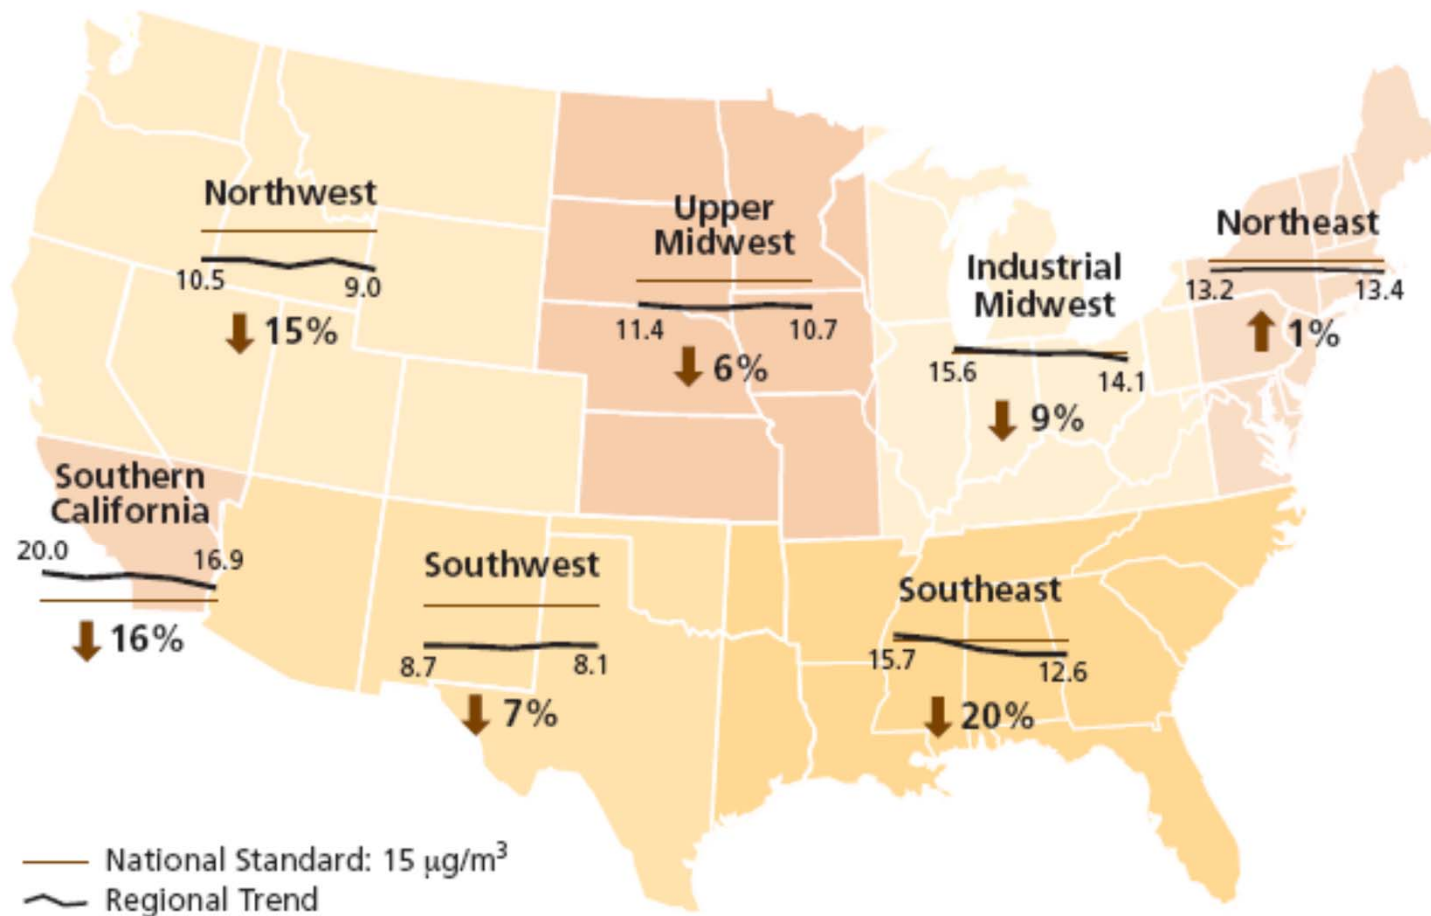 Northwest
10.5
9.0
15%
Upper
Midwest
11.4
10.7
6%
Industrial
Midwest
15.6
14.1
9%
Northeast
13.2
13.4
1%
Southern
California
20.0
16.9
16%
Southwest
8.7
8.1
7%
Southeast
15.7
12.6
20%
National Standard: 15 µg/m³
Regional Trend